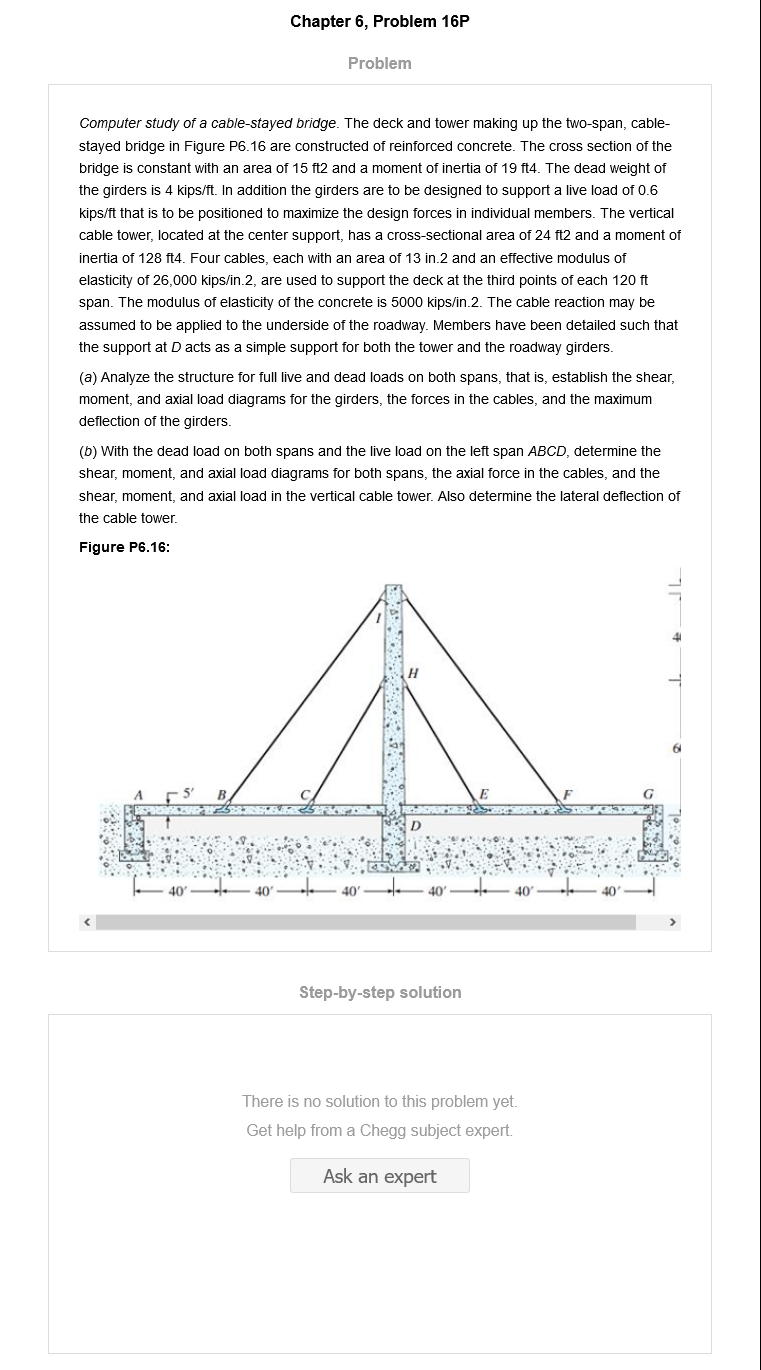 Chapter 6, Problem 16P
Problem
Computer study of a cable-stayed bridge. The deck and tower making up the two-span, cable-
stayed bridge in Figure P6.16 are constructed of reinforced concrete. The cross section of the
bridge is constant with an area of 15 ft2 and a moment of inertia of 19 ft4. The dead weight of
the girders is 4 kips/ft. In addition the girders are to be designed to support a live load of 0.6
kips/ft that is to be positioned to maximize the design forces in individual members. The vertical
cable tower, located at the center support, has a cross-sectional area of 24 ft2 and a moment of
inertia of 128 ft4. Four cables, each with an area of 13 in.2 and an effective modulus of
elasticity of 26,000 kips/in.2, are used to support the deck at the third points of each 120 ft
span. The modulus of elasticity of the concrete is 5000 kips/in.2. The cable reaction may be
assumed to be applied to the underside of the roadway. Members have been detailed such that
the support at D acts as a simple support for both the tower and the roadway girders.
(a) Analyze the structure for full live and dead loads on both spans, that is, establish the shear,
moment, and axial load diagrams for the girders, the forces in the cables, and the maximum
deflection of the girders.
(b) With the dead load on both spans and the live load on the left span ABCD, determine the
shear, moment, and axial load diagrams for both spans, the axial force in the cables, and the
shear, moment, and axial load in the vertical cable tower. Also determine the lateral deflection of
the cable tower.
Figure P6.16:
I
H
A 5' B C E F G
D
40' 40' 40' 40' 40' 40'
Step-by-step solution
There is no solution to this problem yet.
Get help from a Chegg subject expert.
Ask an expert